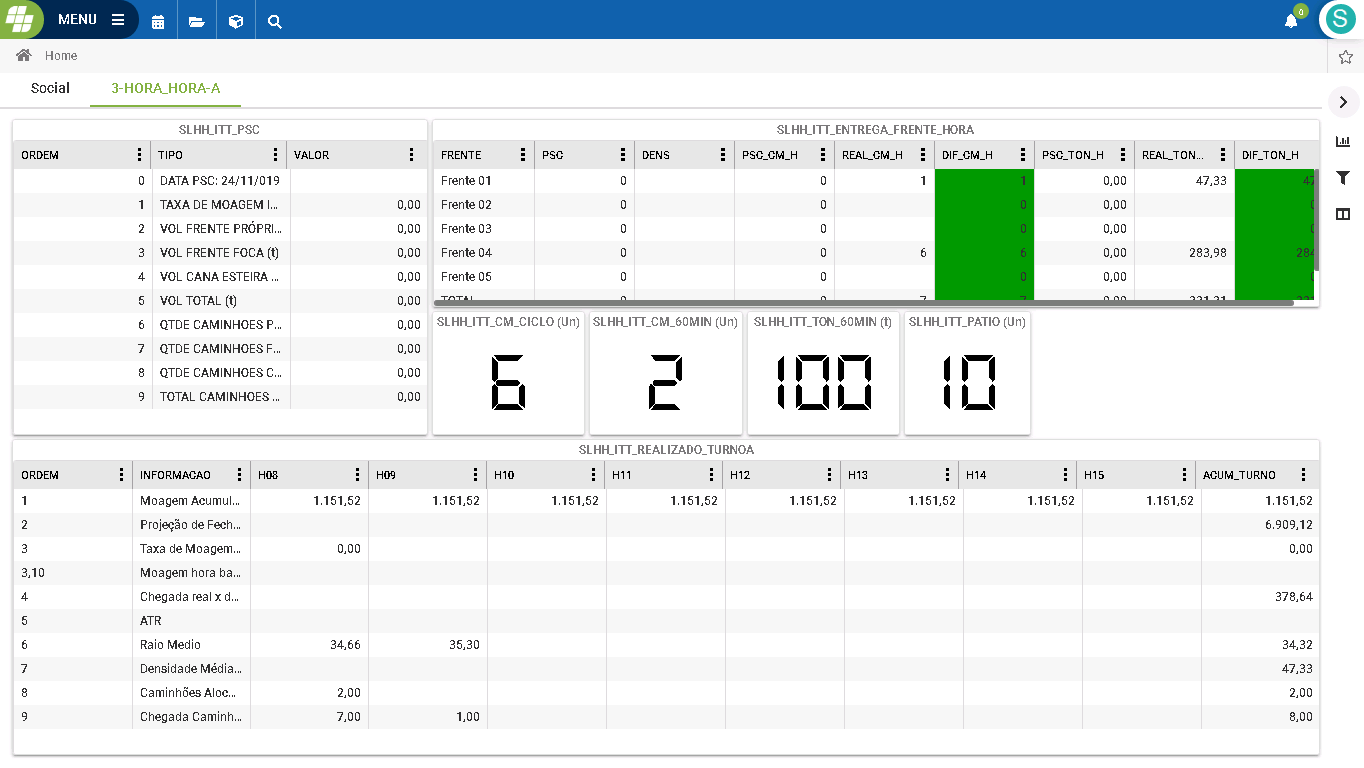 MENU
0
S
Home
Social 3-HORA_HORA-A
SLHH_ITT_PSC
ORDEM TIPO VALOR
0 DATA PSC: 24/11/019
1 TAXA DE MOAGEM I... 0,00
2 VOL FRENTE PRÓPRI... 0,00
3 VOL FRENTE FOCA (t) 0,00
4 VOL CANA ESTEIRA ... 0,00
5 VOL TOTAL (t) 0,00
6 QTDE CAMINHOES P... 0,00
7 QTDE CAMINHOES F... 0,00
8 QTDE CAMINHOES C... 0,00
9 TOTAL CAMINHOES ... 0,00
SLHH_ITT_ENTREGA_FRENTE_HORA
FRENTE PSC DENS PSC_CM_H REAL_CM_H DIF_CM_H PSC_TON_H REAL_TON... DIF_TON_H
Frente 01 0 0 1 1 0,00 47,33 47
Frente 02 0 0 0 0,00 0
Frente 03 0 0 0 0,00 0
Frente 04 0 0 6 6 0,00 283,98 284
Frente 05 0 0 0 0,00 0
TOTAL 0 0 7 7 0,00 331,31 331
SLHH_ITT_CM_CICLO (Un)
6
SLHH_ITT_CM_60MIN (Un)
2
SLHH_ITT_TON_60MIN (t)
100
SLHH_ITT_PATIO (Un)
10
SLHH_ITT_REALIZADO_TURNOA
ORDEM INFORMACAO H08 H09 H10 H11 H12 H13 H14 H15 ACUM_TURNO
1 Moagem Acumul... 1.151,52 1.151,52 1.151,52 1.151,52 1.151,52 1.151,52 1.151,52 1.151,52 1.151,52
2 Projeção de Fech... 6.909,12
3 Taxa de Moagem... 0,00 0,00
3,10 Moagem hora ba...
4 Chegada real x d... 378,64
5 ATR
6 Raio Medio 34,66 35,30 34,32
7 Densidade Média... 47,33
8 Caminhões Aloc... 2,00 2,00
9 Chegada Caminh... 7,00 1,00 8,00